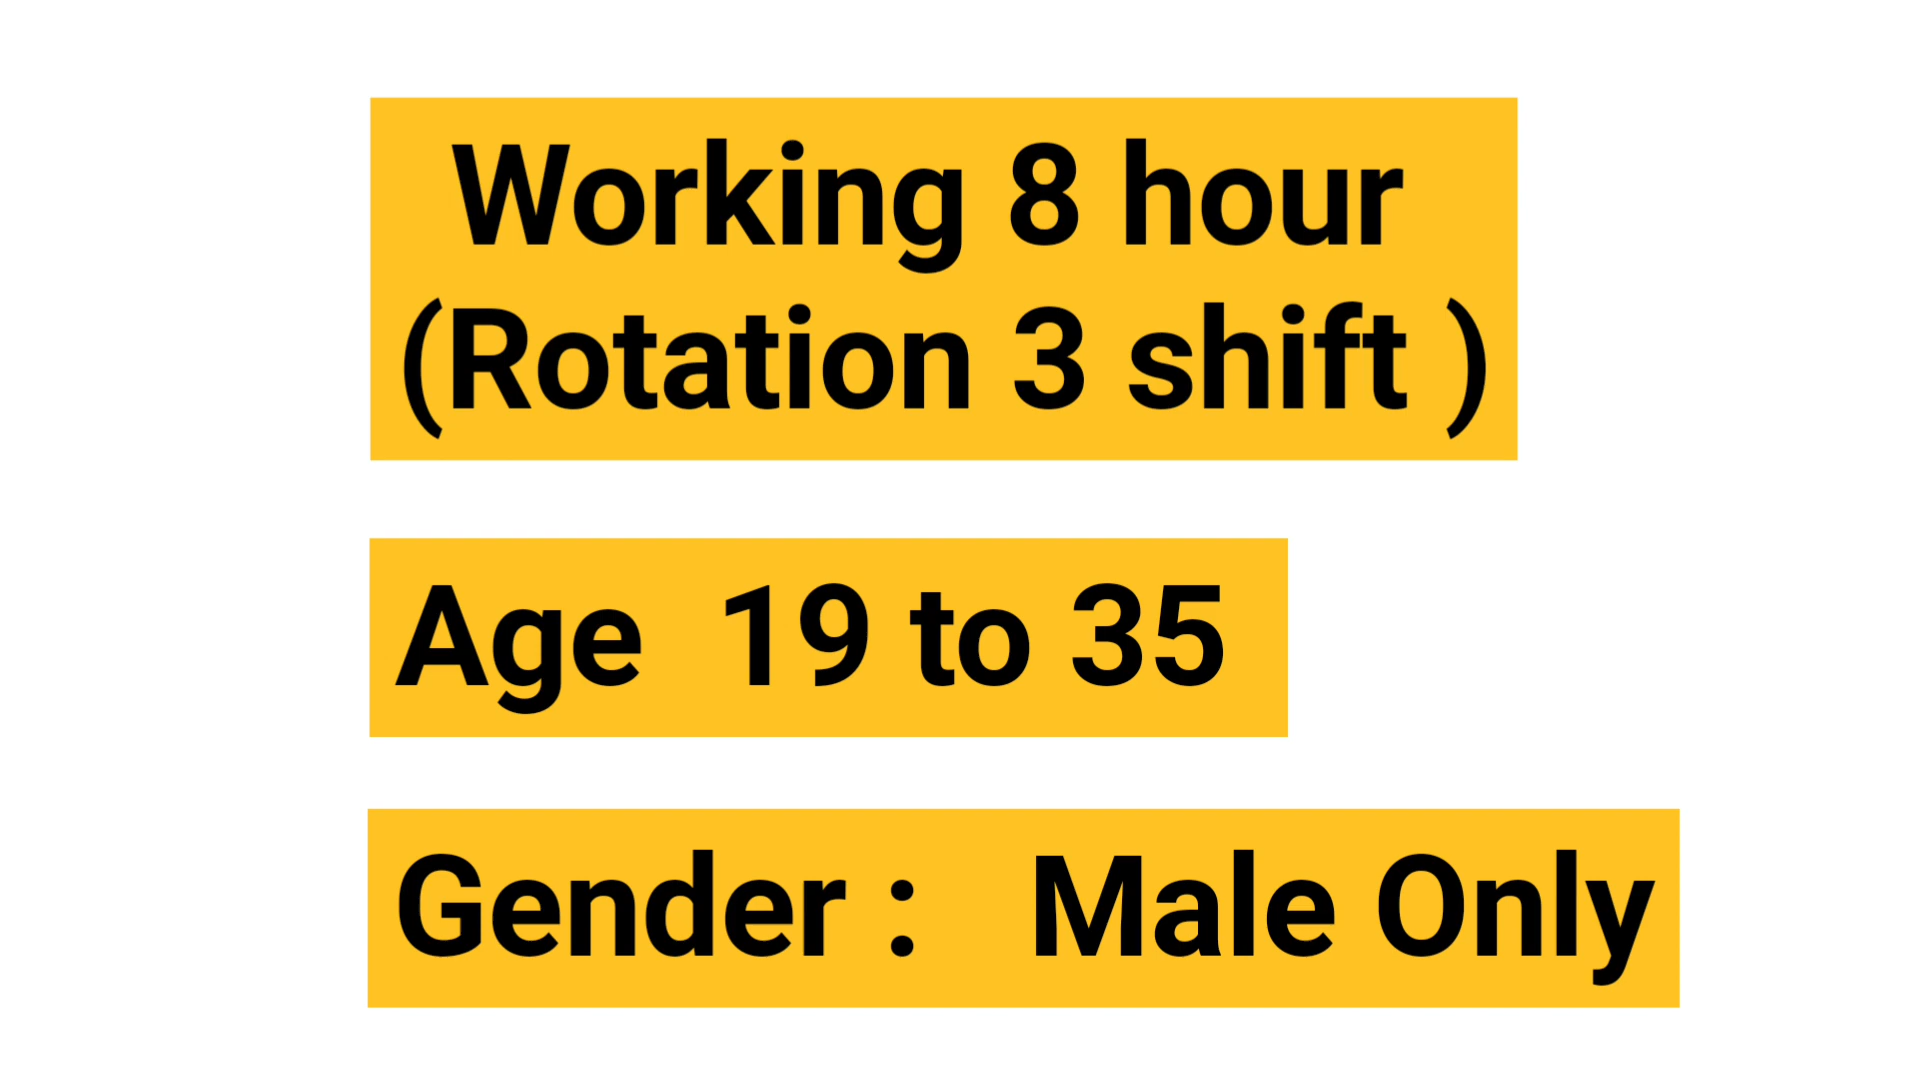 Working 8 hour
(Rotation 3 shift )
Age 19 to 35
Gender : Male Only